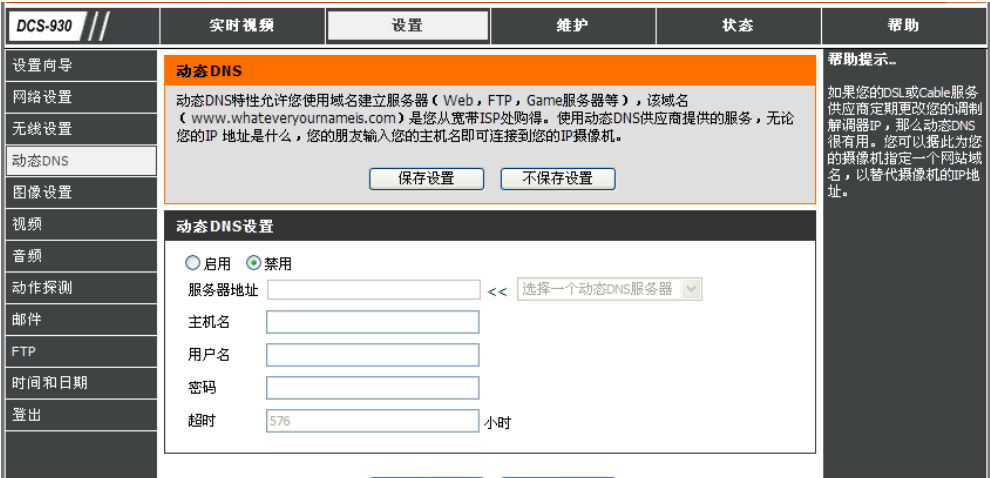 DCS-930
实时视频
设置
维护
状态
帮助
设置向导
网络设置
无线设置
动态DNS
图像设置
视频
音频
动作探测
邮件
FTP
时间和日期
登出
动态DNS
动态DNS特性允许您使用域名建立服务器(Web，FTP，Game服务器等)，该域名
(www.whateveryournameis.com)是您从宽带ISP处购得。使用动态DNS供应商提供的服务，无论
您的IP 地址是什么，您的朋友输入您的主机名即可连接到您的IP摄像机。
保存设置
不保存设置
动态DNS设置
启用 禁用
服务器地址 << 选择一个动态DNS服务器
主机名
用户名
密码
超时 576 小时
帮助提示..
如果您的DSL或Cable服务
供应商定期更改您的调制
解调器IP，那么动态DNS
很有用。您可以据此为您
的摄像机指定一个网站域
名，以替代摄像机的IP地
址。